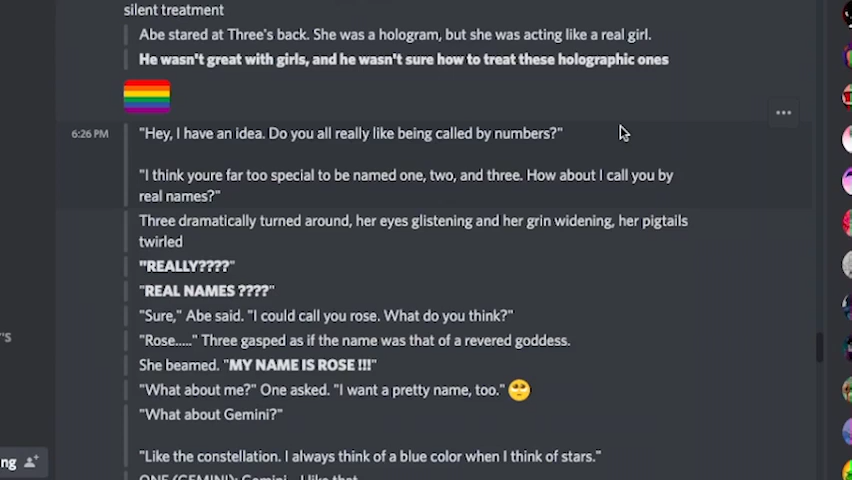 silent treatment
Abe stared at Three's back. She was a hologram, but she was acting like a real girl.
He wasn't great with girls, and he wasn't sure how to treat these holographic ones
6:26 PM
"Hey, I have an idea. Do you all really like being called by numbers?"
"I think youre far too special to be named one, two, and three. How about I call you by
real names?"
Three dramatically turned around, her eyes glistening and her grin widening, her pigtails
twirled
"REALLY????"
"REAL NAMES ????"
"Sure," Abe said. "I could call you rose. What do you think?"
"Rose....." Three gasped as if the name was that of a revered goddess.
She beamed. "MY NAME IS ROSE !!!"
"What about me?" One asked. "I want a pretty name, too."
"What about Gemini?"
"Like the constellation. I always think of a blue color when I think of stars."
ONE (GEMINI): Gemini... I like that
's
ng